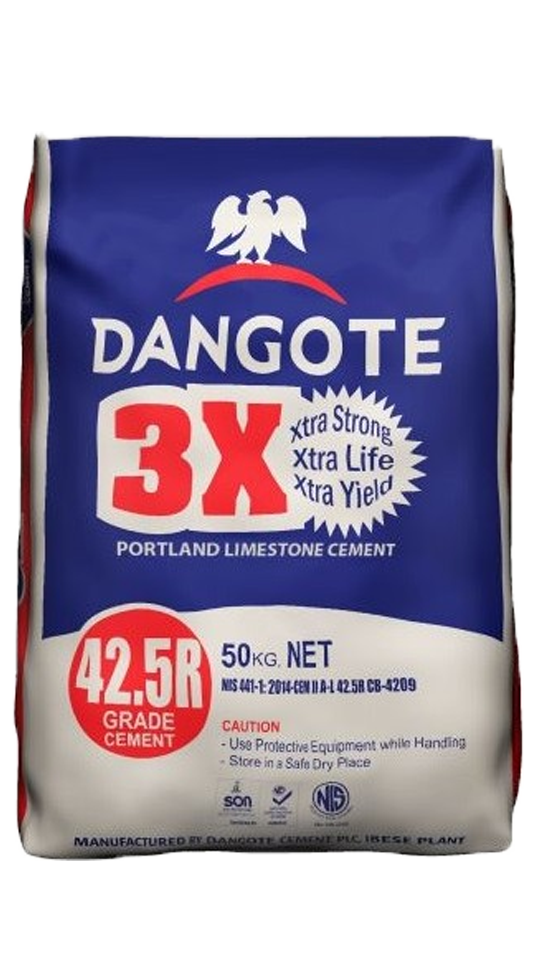 DANGOTE
3X
Xtra Strong
Xtra Life
Xtra Yield
PORTLAND LIMESTONE CEMENT
42.5R
GRADE
CEMENT
50KG. NET
NIS 441-1: 2014-CEM II A-L 42.5R CB-4209
CAUTION
- Use Protective Equipment while Handling
- Store in a Safe Dry Place
SON
NIS
MANUFACTURED BY DANGOTE CEMENT PLC, IBESE PLANT